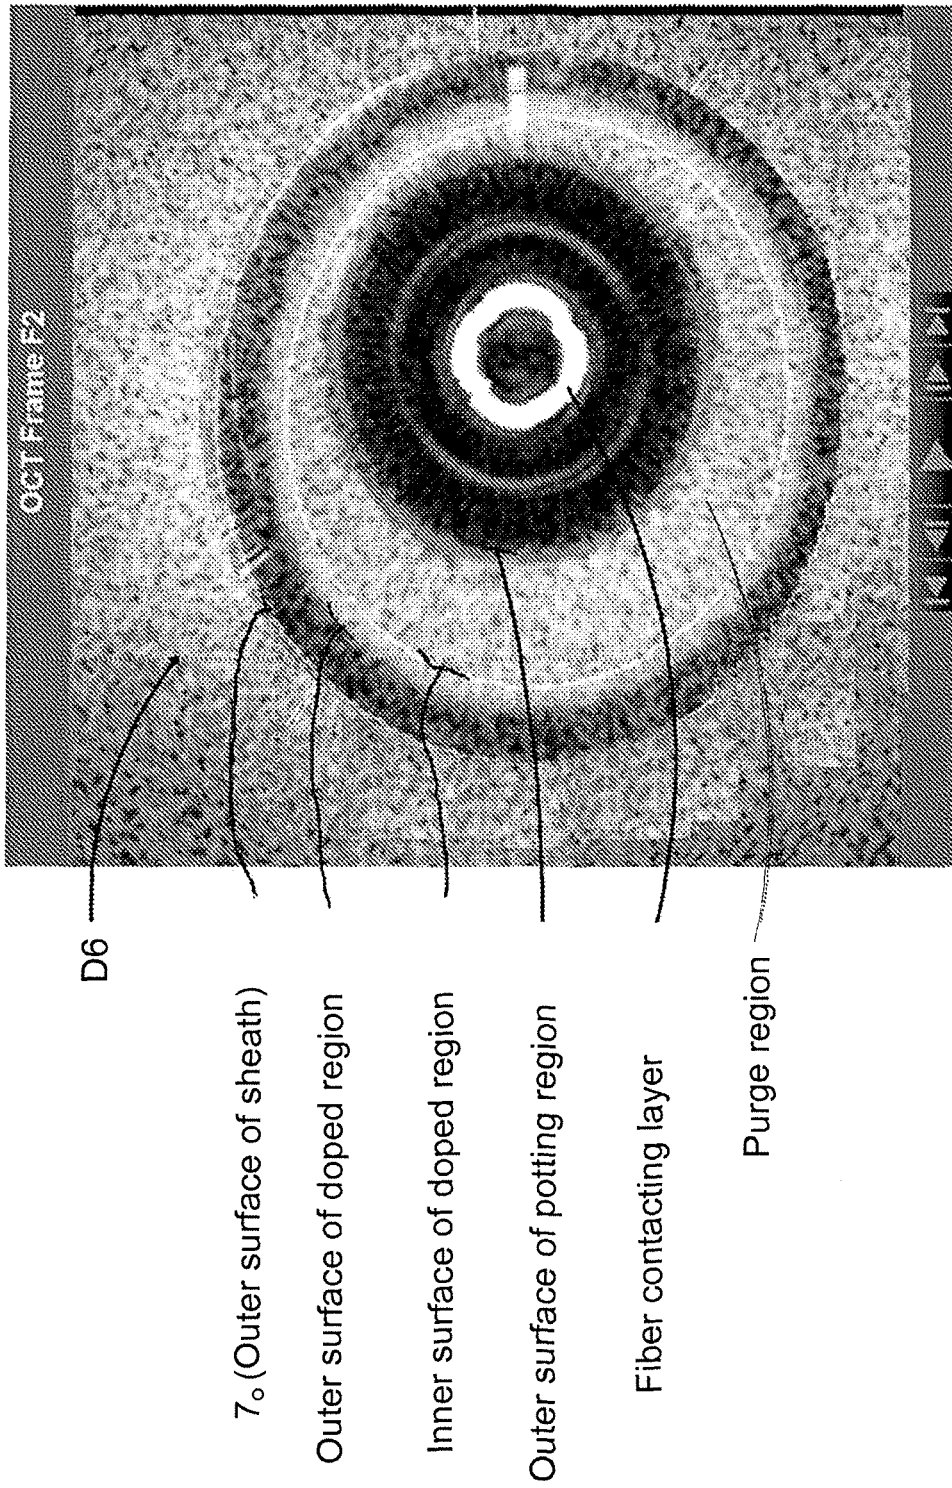 OCT Frame F2
D6
7o (Outer surface of sheath)
Outer surface of doped region
Inner surface of doped region
Outer surface of potting region
Fiber contacting layer
Purge region